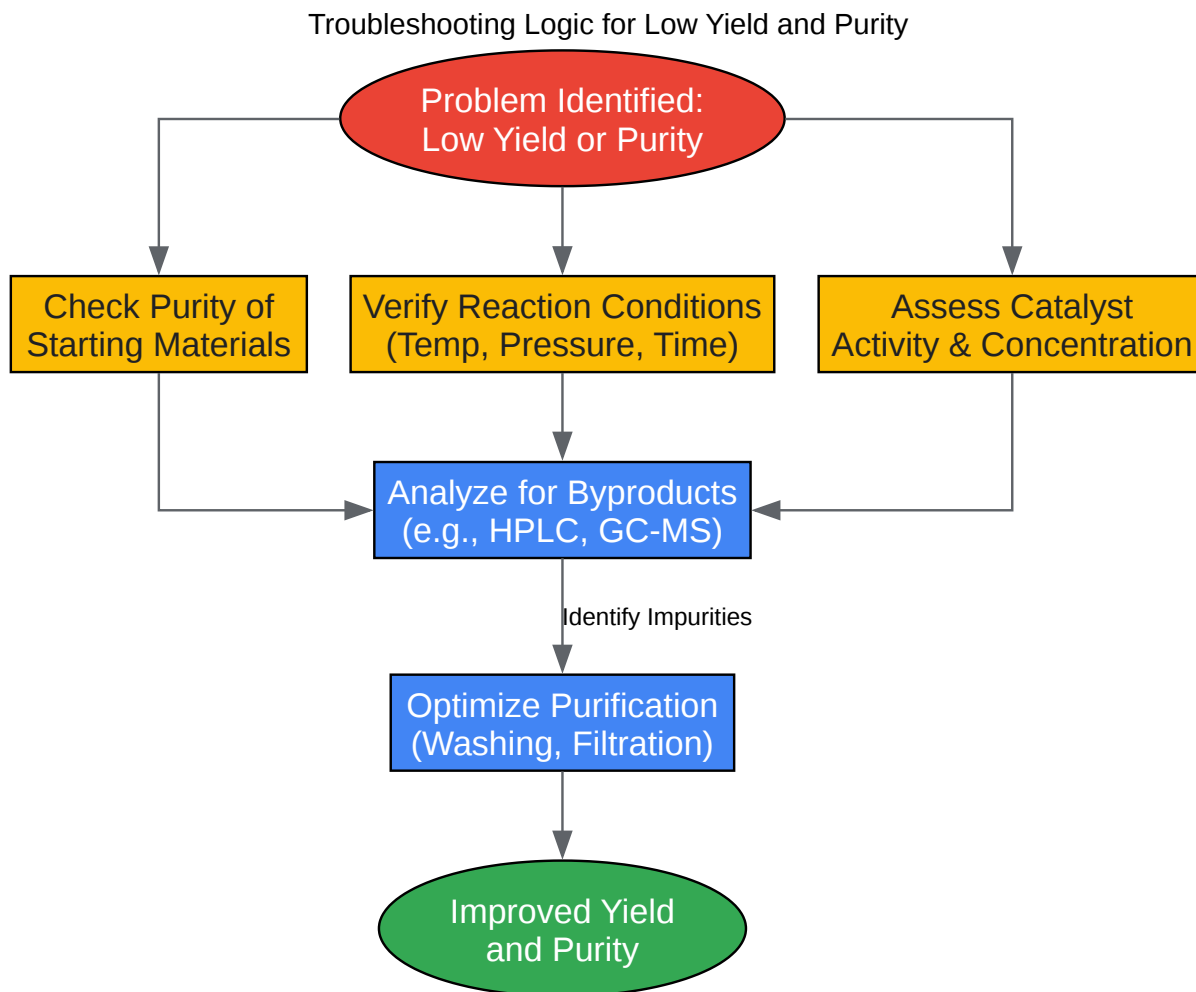 Troubleshooting Logic for Low Yield and Purity
Problem Identified:
Low Yield or Purity
Check Purity of
Starting Materials
Verify Reaction Conditions
(Temp, Pressure, Time)
Assess Catalyst
Activity & Concentration
Analyze for Byproducts
(e.g., HPLC, GC-MS)
Identify Impurities
Optimize Purification
(Washing, Filtration)
Improved Yield
and Purity